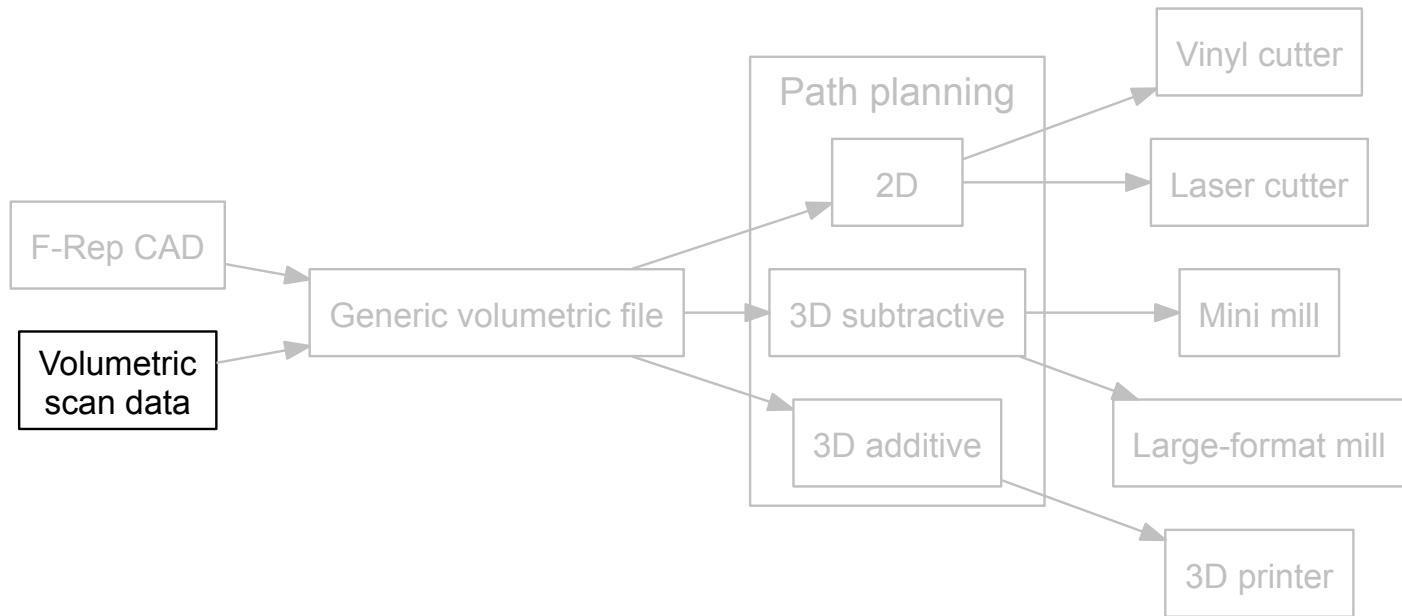 Vinyl cutter
Path planning
2D
Laser cutter
F-Rep CAD
Generic volumetric file
3D subtractive
Mini mill
Volumetric
scan data
3D additive
Large-format mill
3D printer